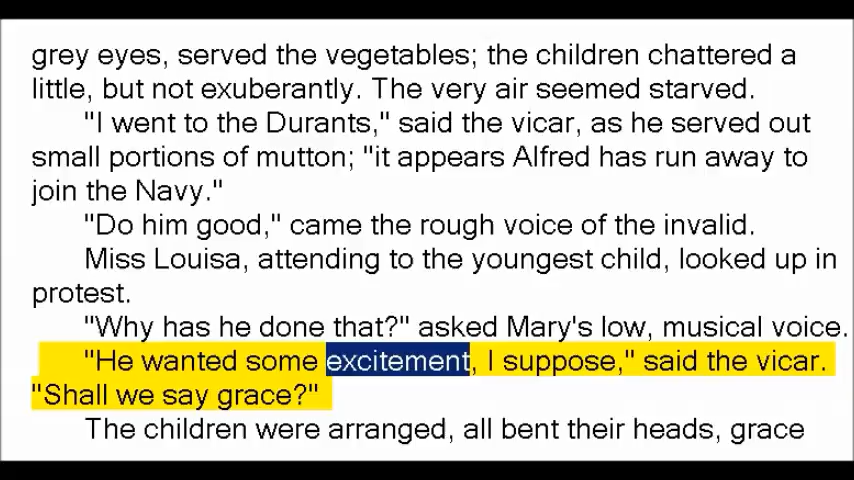 grey eyes, served the vegetables; the children chattered a
little, but not exuberantly. The very air seemed starved.
"I went to the Durants," said the vicar, as he served out
small portions of mutton; "it appears Alfred has run away to
join the Navy."
"Do him good," came the rough voice of the invalid.
Miss Louisa, attending to the youngest child, looked up in
protest.
"Why has he done that?" asked Mary's low, musical voice.
"He wanted some excitement, I suppose," said the vicar.
"Shall we say grace?"
The children were arranged, all bent their heads, grace